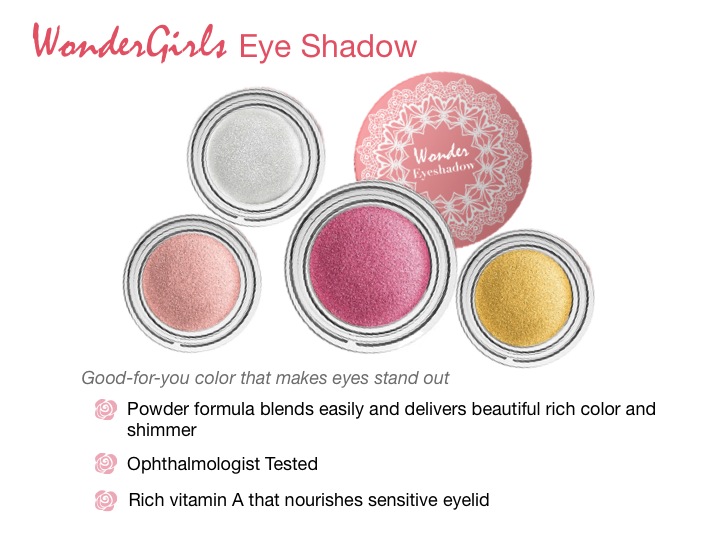 WonderGirls Eye Shadow
Wonder
Eyeshadow
Good-for-you color that makes eyes stand out
Powder formula blends easily and delivers beautiful rich color and
shimmer
Ophthalmologist Tested
Rich vitamin A that nourishes sensitive eyelid